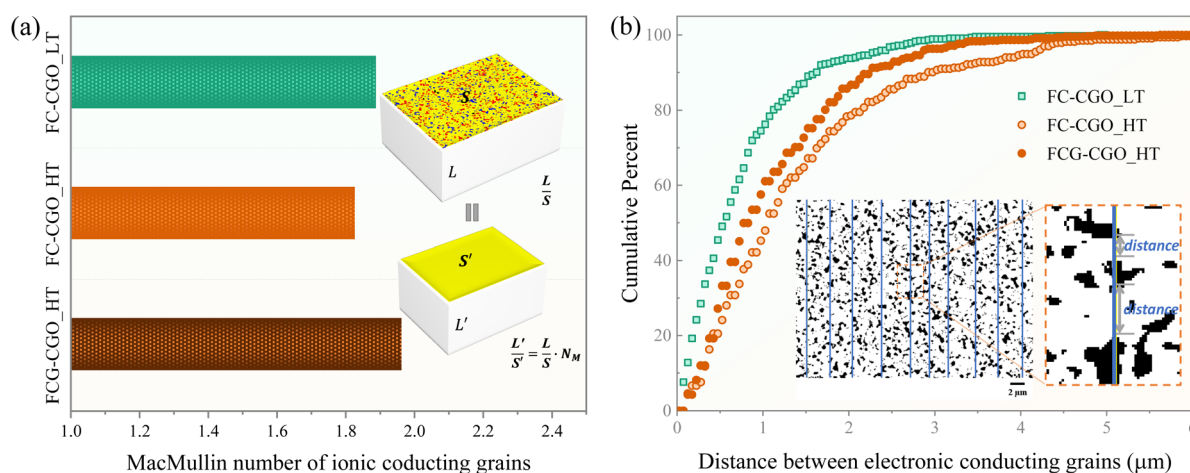 (a)
FC-CGO_LT
FC-CGO_HT
FCG-CGO_HT
S
L
L/S
=
S'
L'
L'/S' = L/S · N_M
1.0 1.2 1.4 1.6 1.8 2.0 2.2 2.4
MacMullin number of ionic coducting grains
(b)
Cumulative Percent
100
80
60
40
20
0
FC-CGO_LT
FC-CGO_HT
FCG-CGO_HT
distance
distance
2 μm
0 1 2 3 4 5 6
Distance between electronic conducting grains (μm)